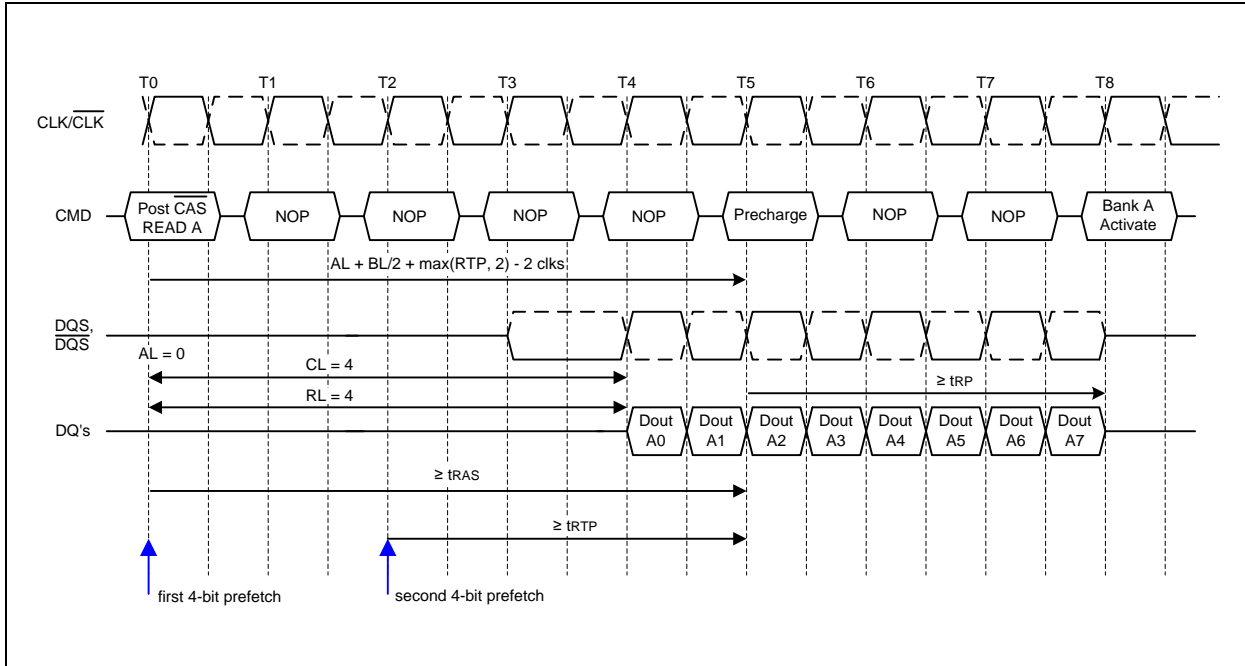 T0 T1 T2 T3 T4 T5 T6 T7 T8
CLK/CLK
CMD
Post CAS
READ A
NOP NOP NOP NOP Precharge NOP NOP
Bank A
Activate
AL + BL/2 + max(RTP, 2) - 2 clks
DQS,
DQS
AL = 0
CL = 4
≥ tRP
RL = 4
DQ's
Dout Dout Dout Dout Dout Dout Dout Dout
A0 A1 A2 A3 A4 A5 A6 A7
≥ tRAS
≥ tRTP
first 4-bit prefetch
second 4-bit prefetch